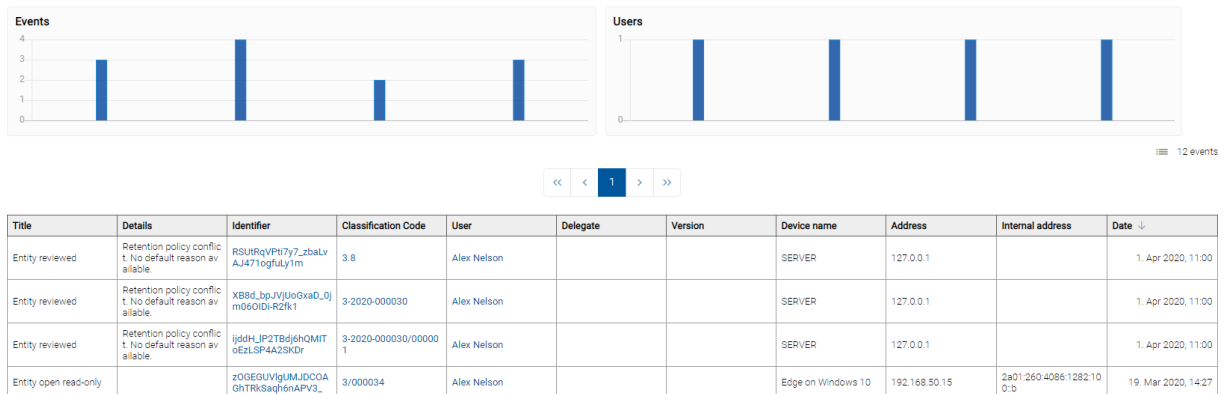 Events
4
3
2
1
0
Users
1
0
12 events
« < 1 > »
Title Details Identifier Classification Code User Delegate Version Device name Address Internal address Date ↓
Entity reviewed
Retention policy conflic
t. No default reason av
ailable.
RSUtRqVPti7y7_zbaLv
AJ471ogfuLy1m
3.8
Alex Nelson
SERVER
127.0.0.1
1. Apr 2020, 11:00
Entity reviewed
Retention policy conflic
t. No default reason av
ailable.
XB8d_bpJVjUoGxaD_0j
m06OIDi-R2fk1
3-2020-000030
Alex Nelson
SERVER
127.0.0.1
1. Apr 2020, 11:00
Entity reviewed
Retention policy conflic
t. No default reason av
ailable.
ijddH_lP2TBdj6hQMIT
oEzLSP4A2SKDr
3-2020-000030/00000
1
Alex Nelson
SERVER
127.0.0.1
1. Apr 2020, 11:00
Entity open read-only
zOGEGUVlgUMJDCOA
GhTRkSaqh6nAPV3_
3/000034
Alex Nelson
Edge on Windows 10
192.168.50.15
2a01:260:4086:1282:10
0::b
19. Mar 2020, 14:27